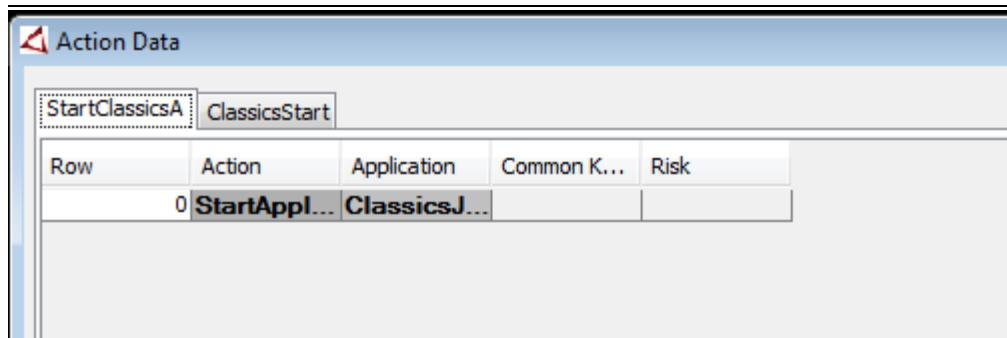 Action Data
StartClassicsA ClassicsStart
Row Action Application Common K... Risk
0 StartAppl... ClassicsJ...